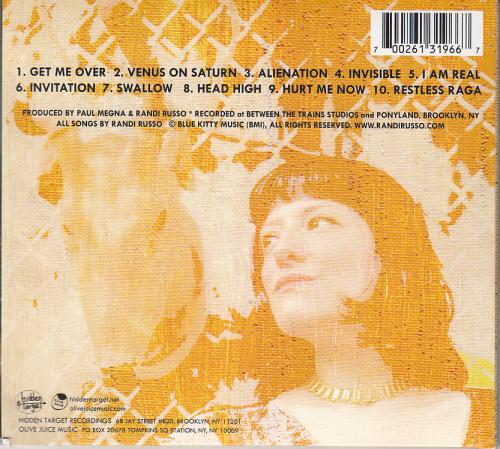 7 00261 31966 7
1. GET ME OVER 2. VENUS ON SATURN 3. ALIENATION 4. INVISIBLE 5. I AM REAL
6. INVITATION 7. SWALLOW 8. HEAD HIGH 9. HURT ME NOW 10. RESTLESS RAGA
PRODUCED BY PAUL MEGNA & RANDI RUSSO * RECORDED at BETWEEN THE TRAINS STUDIOS and PONYLAND, BROOKLYN, NY
ALL SONGS BY RANDI RUSSO © BLUE KITTY MUSIC (BMI), ALL RIGHTS RESERVED. WWW.RANDIRUSSO.COM
hidden
Target
hiddentarget.net
olivejuicemusic.com
HIDDEN TARGET RECORDINGS 68 JAY STREET #820, BROOKLYN, NY 11201
OLIVE JUICE MUSIC PO BOX 20678 TOMPKINS SQ STATION, NY, NY 10009